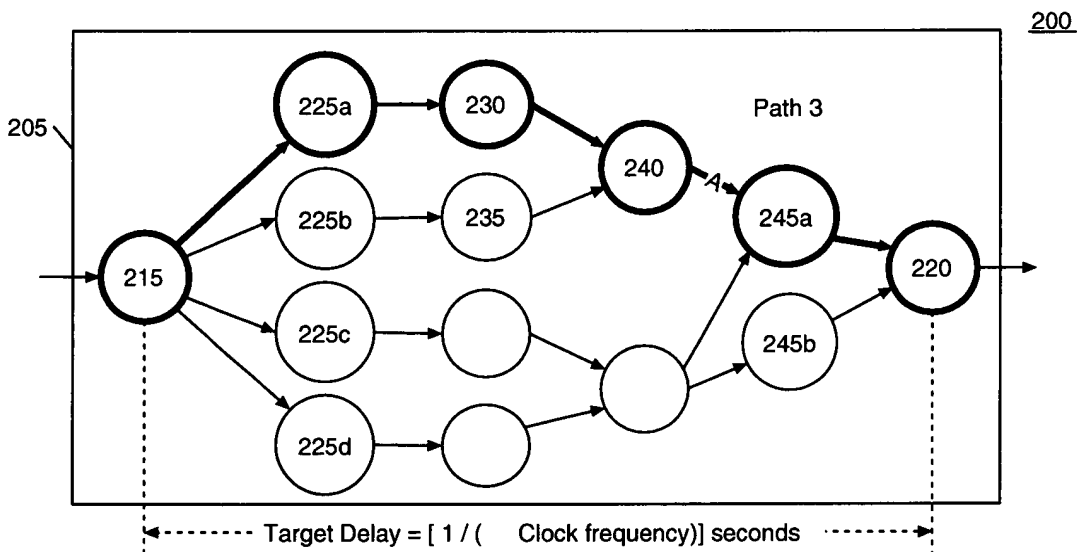 200
205
225a
230
Path 3
240
A
225b
235
245a
215
220
225c
245b
225d
Target Delay = [ 1 / ( Clock frequency)] seconds